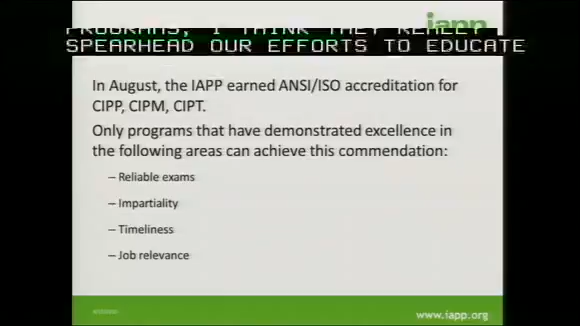 iapp
PROGRAMS, I THINK THEY REALLY
SPEARHEAD OUR EFFORTS TO EDUCATE
In August, the IAPP earned ANSI/ISO accreditation for
CIPP, CIPM, CIPT.
Only programs that have demonstrated excellence in
the following areas can achieve this commendation:
– Reliable exams
– Impartiality
– Timeliness
– Job relevance
www.iapp.org